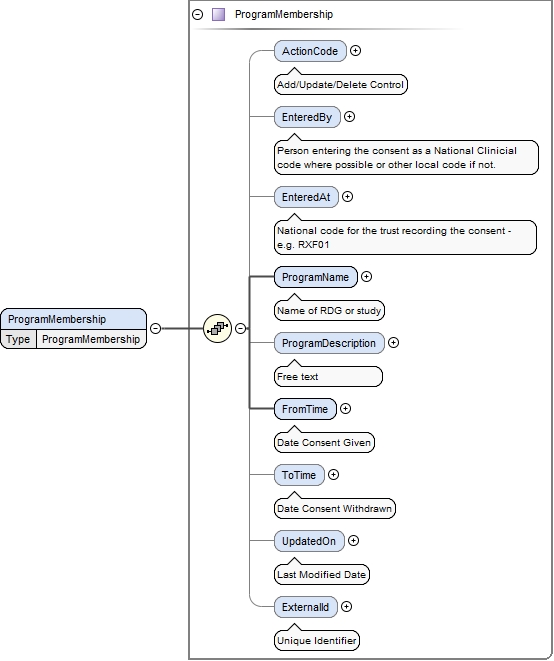 ProgramMembership
ActionCode
Add/Update/Delete Control
EnteredBy
Person entering the consent as a National Clinicial
code where possible or other local code if not.
EnteredAt
National code for the trust recording the consent -
e.g. RXF01
ProgramName
Name of RDG or study
ProgramMembership
Type ProgramMembership
ProgramDescription
Free text
FromTime
Date Consent Given
ToTime
Date Consent Withdrawn
UpdatedOn
Last Modified Date
ExternalId
Unique Identifier